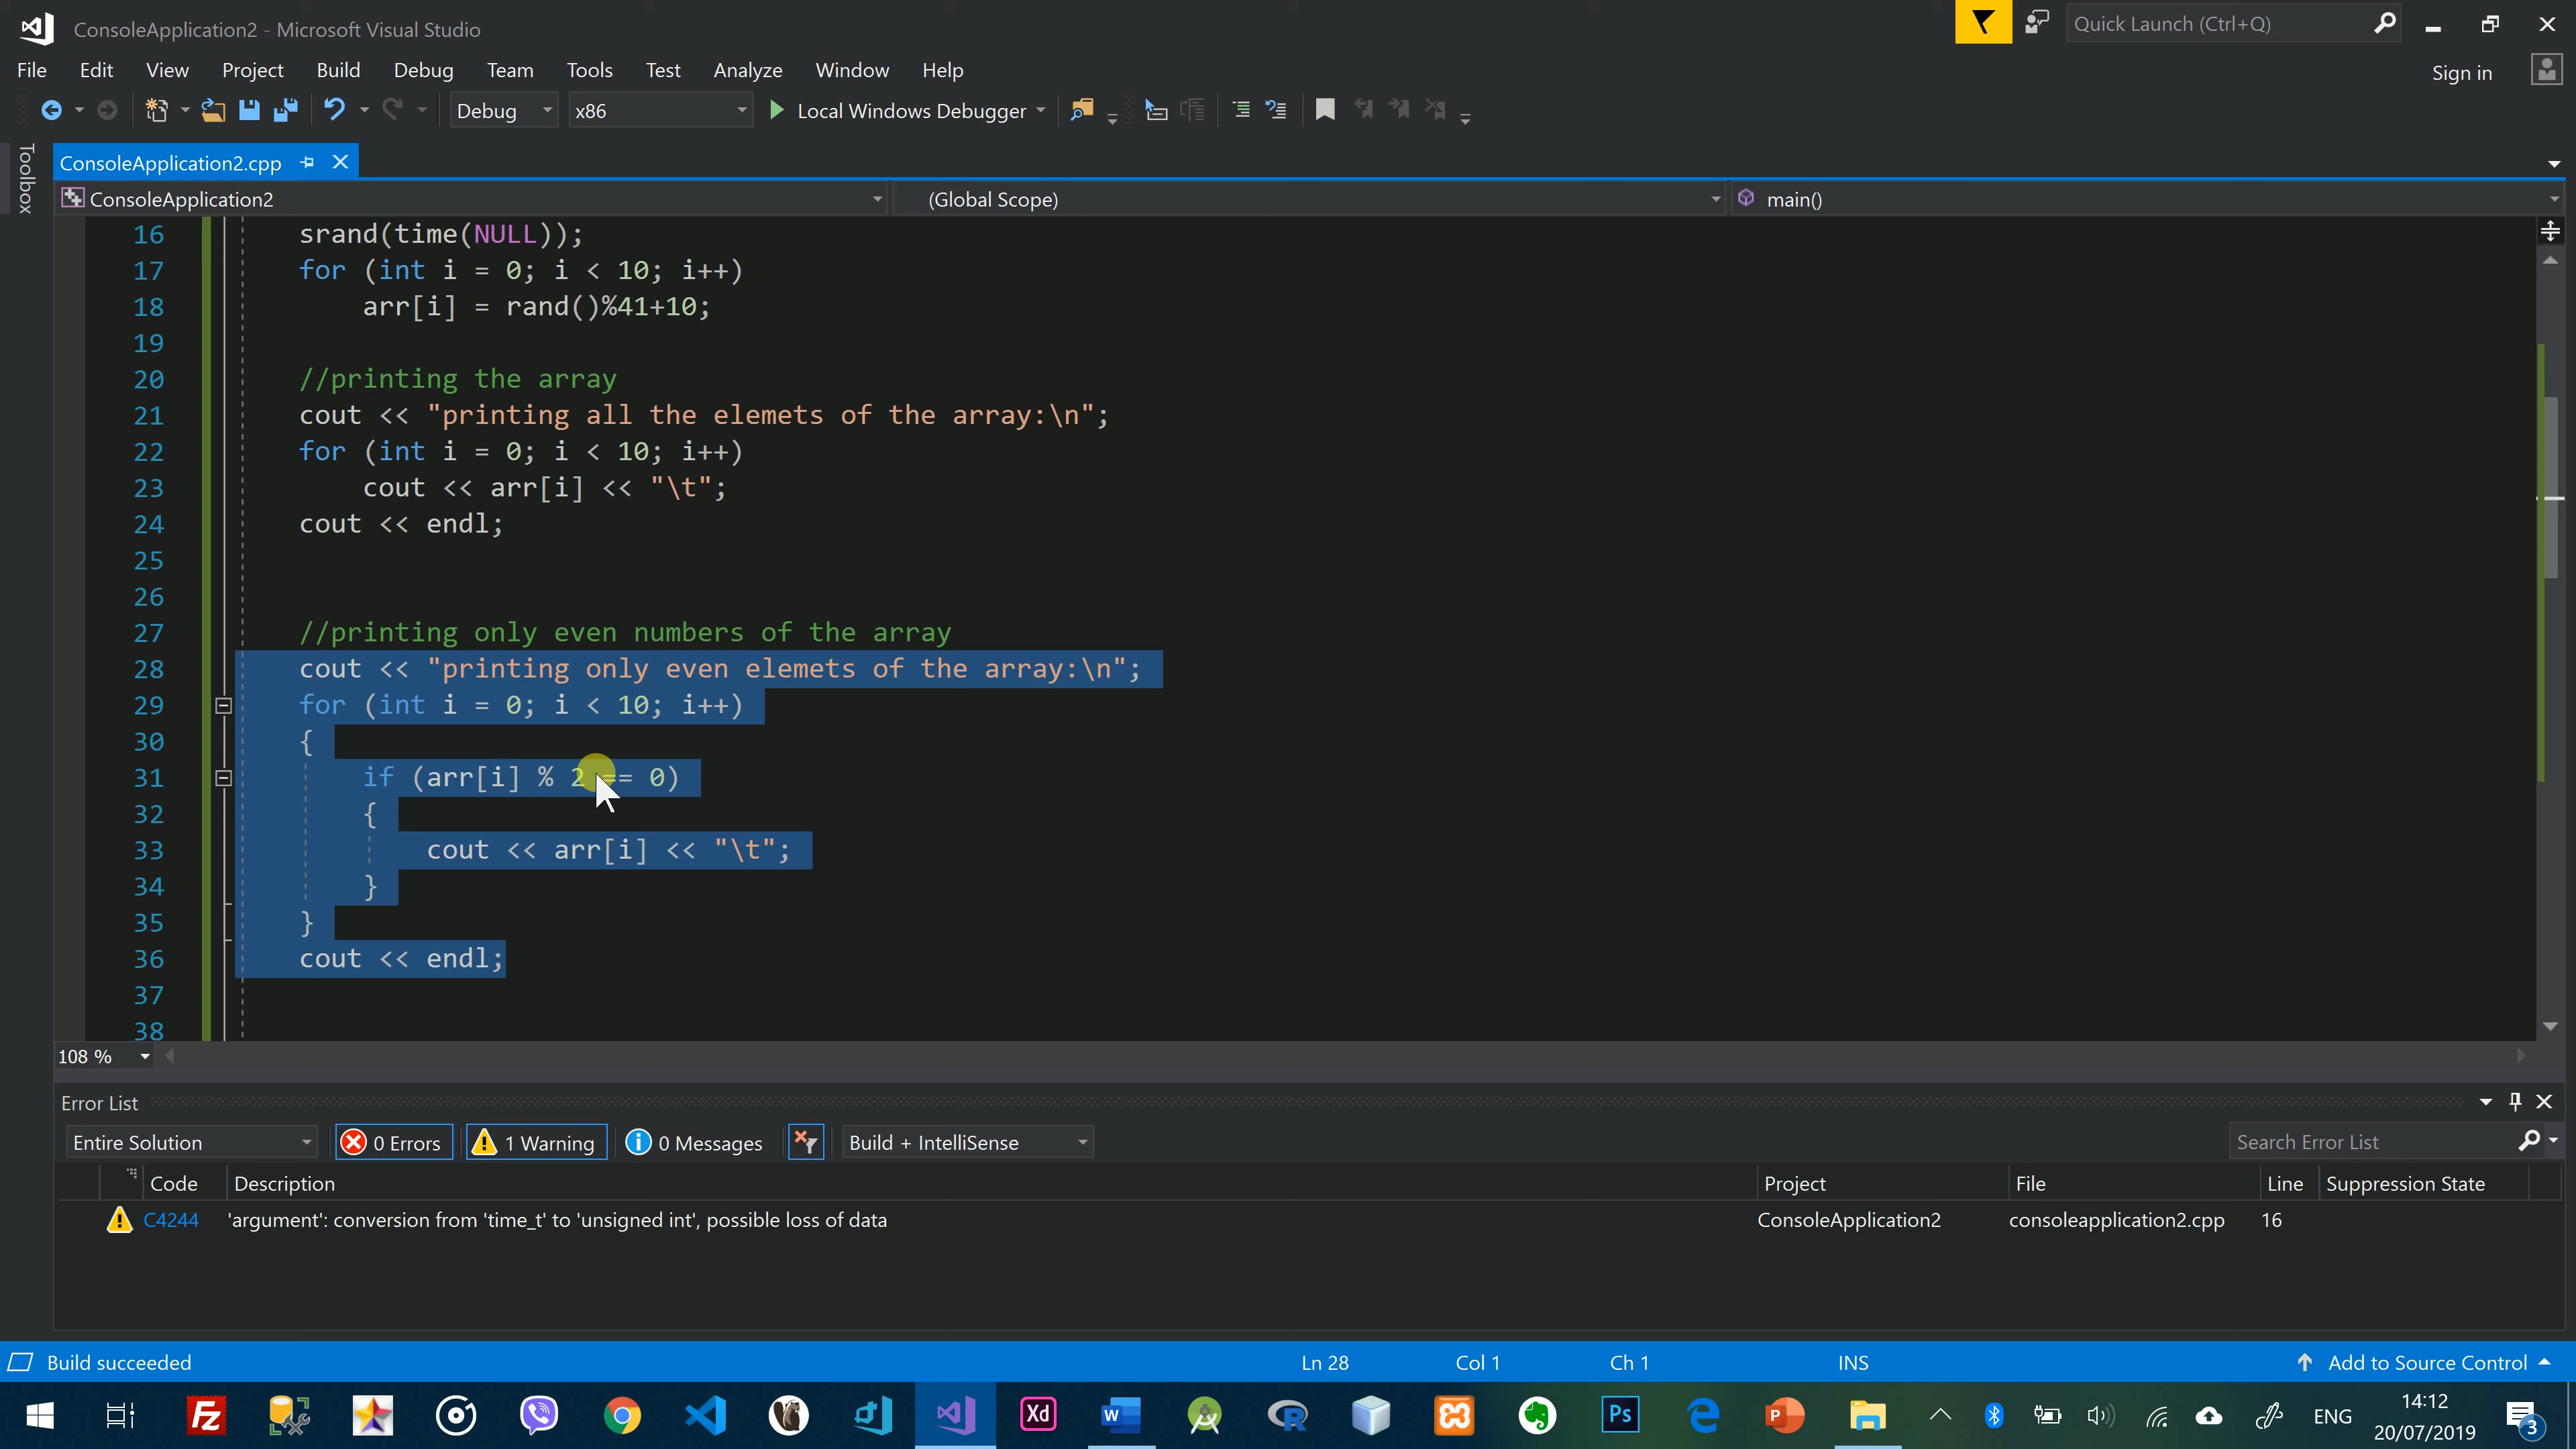 ConsoleApplication2 - Microsoft Visual Studio
Quick Launch (Ctrl+Q)
File Edit View Project Build Debug Team Tools Test Analyze Window Help
Sign in
Debug x86 Local Windows Debugger
Toolbox
ConsoleApplication2.cpp
ConsoleApplication2 (Global Scope) main()
16 srand(time(NULL));
17 for (int i = 0; i < 10; i++)
18 arr[i] = rand()%41+10;
19
20 //printing the array
21 cout << "printing all the elemets of the array:\n";
22 for (int i = 0; i < 10; i++)
23 cout << arr[i] << "\t";
24 cout << endl;
25
26
27 //printing only even numbers of the array
28 cout << "printing only even elemets of the array:\n";
29 for (int i = 0; i < 10; i++)
30 {
31 if (arr[i] % 2 == 0)
32 {
33 cout << arr[i] << "\t";
34 }
35 }
36 cout << endl;
37
38
108 %
Error List
Entire Solution 0 Errors 1 Warning 0 Messages Build + IntelliSense Search Error List
Code Description Project File Line Suppression State
C4244 'argument': conversion from 'time_t' to 'unsigned int', possible loss of data ConsoleApplication2 consoleapplication2.cpp 16
Build succeeded Ln 28 Col 1 Ch 1 INS Add to Source Control
Fz Xd W R Ps P ENG 14:12
20/07/2019 3